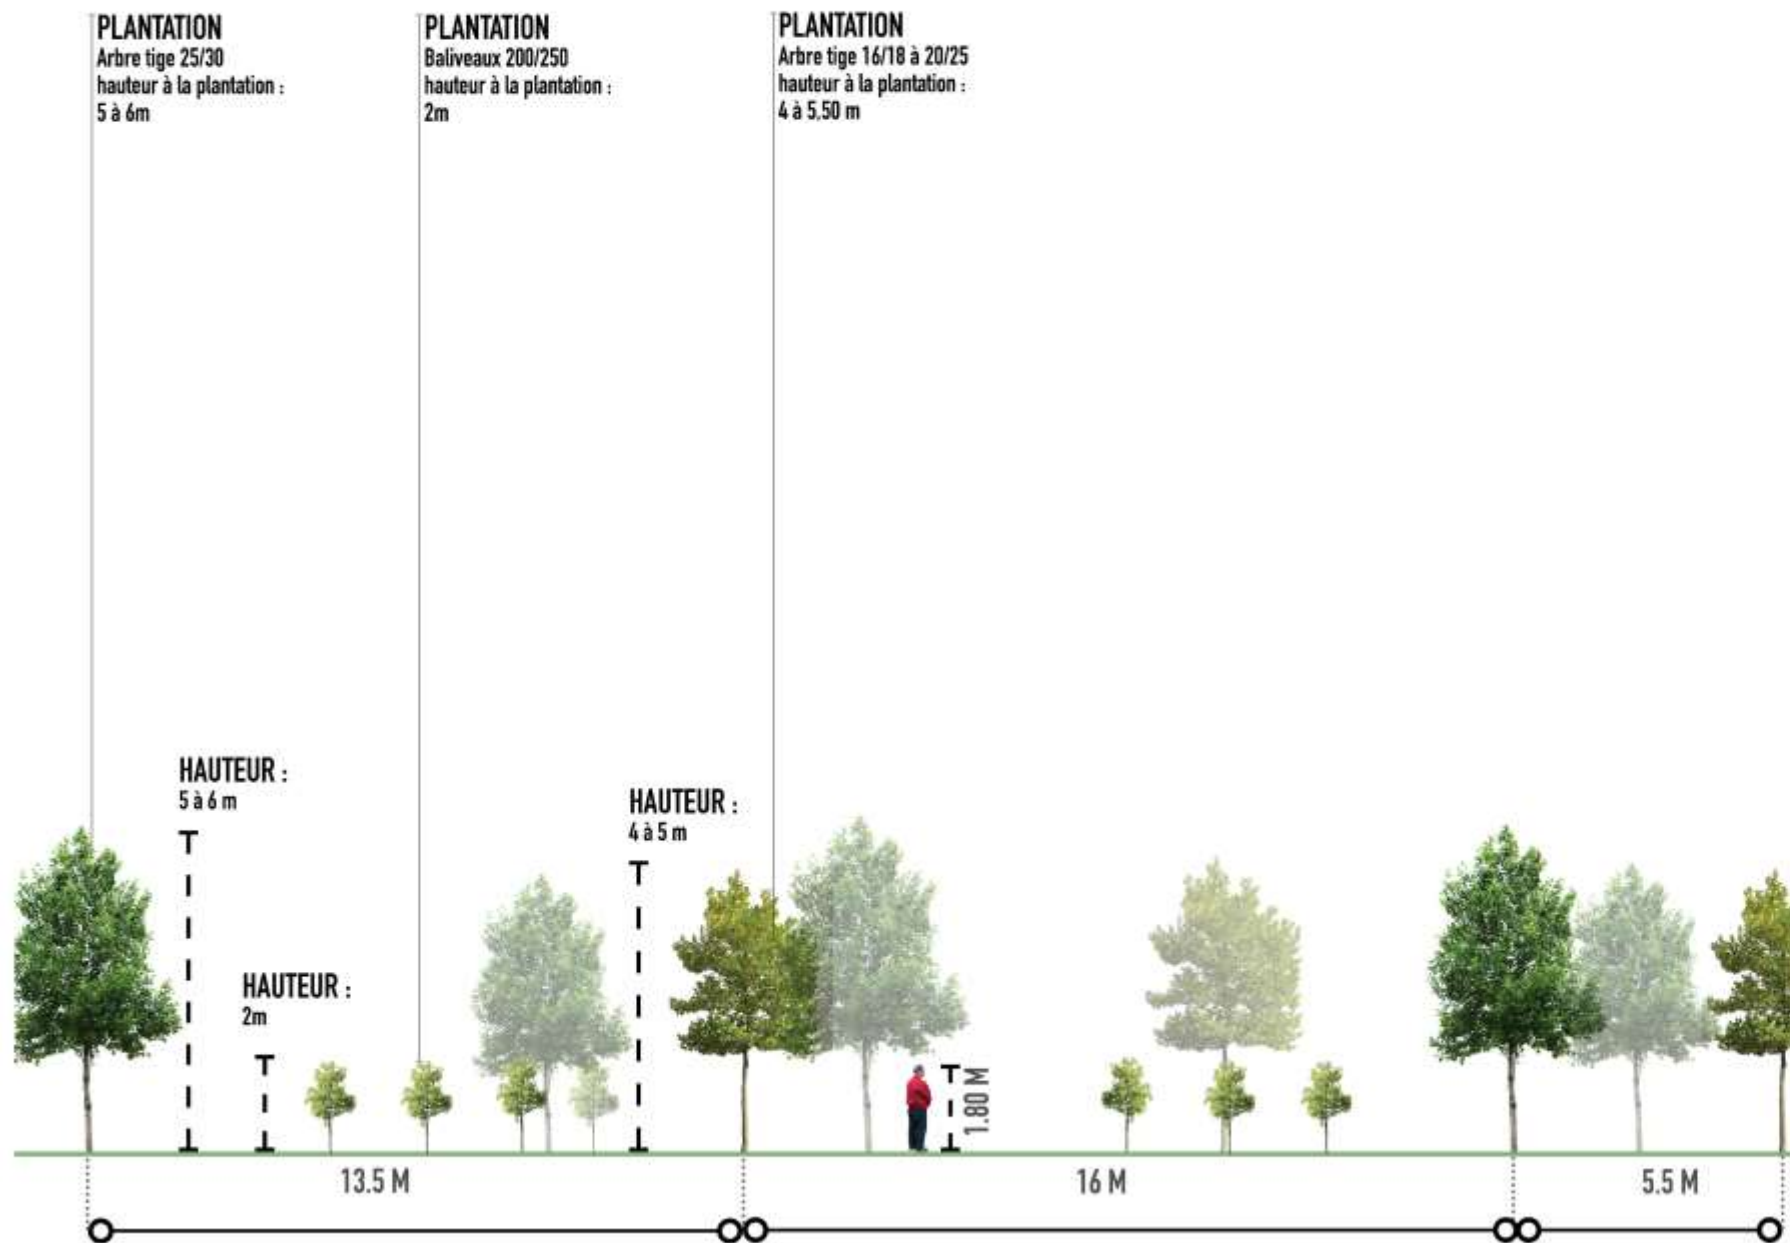 PLANTATION
Arbre tige 25/30
hauteur à la plantation :
5 à 6m
PLANTATION
Baliveaux 200/250
hauteur à la plantation :
2m
PLANTATION
Arbre tige 16/18 à 20/25
hauteur à la plantation :
4 à 5,50 m
HAUTEUR :
5 à 6 m
HAUTEUR :
4 à 5 m
HAUTEUR :
2m
1.80 M
13.5 M
16 M
5.5 M